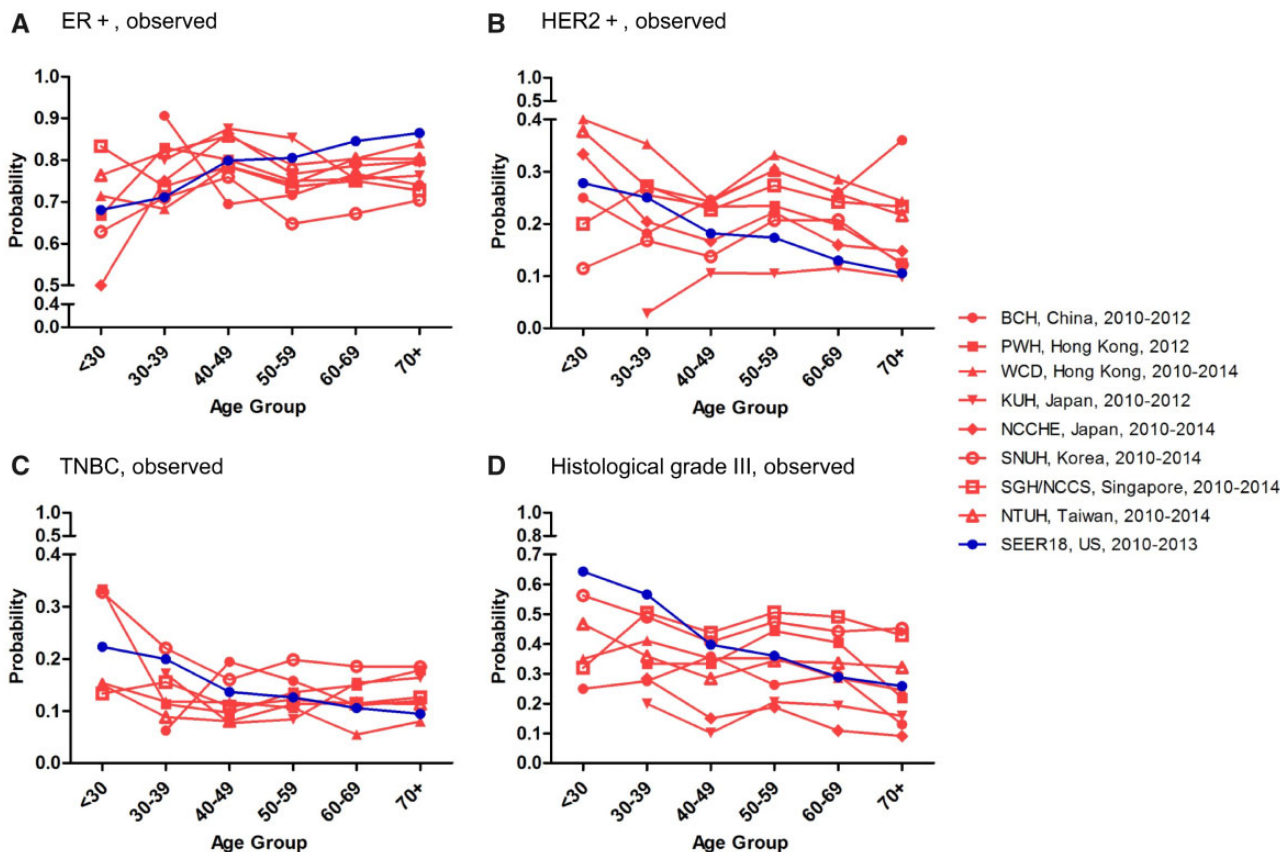 A ER +, observed
B HER2 +, observed
Probability
1.0
0.9
0.8
0.7
0.6
0.5
0.4
0.0
<30
30-39
40-49
50-59
60-69
70+
Age Group
Probability
1.0
0.5
0.4
0.3
0.2
0.1
0.0
<30
30-39
40-49
50-59
60-69
70+
Age Group
BCH, China, 2010-2012
PWH, Hong Kong, 2012
WCD, Hong Kong, 2010-2014
KUH, Japan, 2010-2012
NCCHE, Japan, 2010-2014
SNUH, Korea, 2010-2014
SGH/NCCS, Singapore, 2010-2014
NTUH, Taiwan, 2010-2014
SEER18, US, 2010-2013
C TNBC, observed
D Histological grade III, observed
Probability
1.0
0.5
0.4
0.3
0.2
0.1
0.0
<30
30-39
40-49
50-59
60-69
70+
Age Group
Probability
1.0
0.8
0.7
0.6
0.5
0.4
0.3
0.2
0.1
0.0
<30
30-39
40-49
50-59
60-69
70+
Age Group